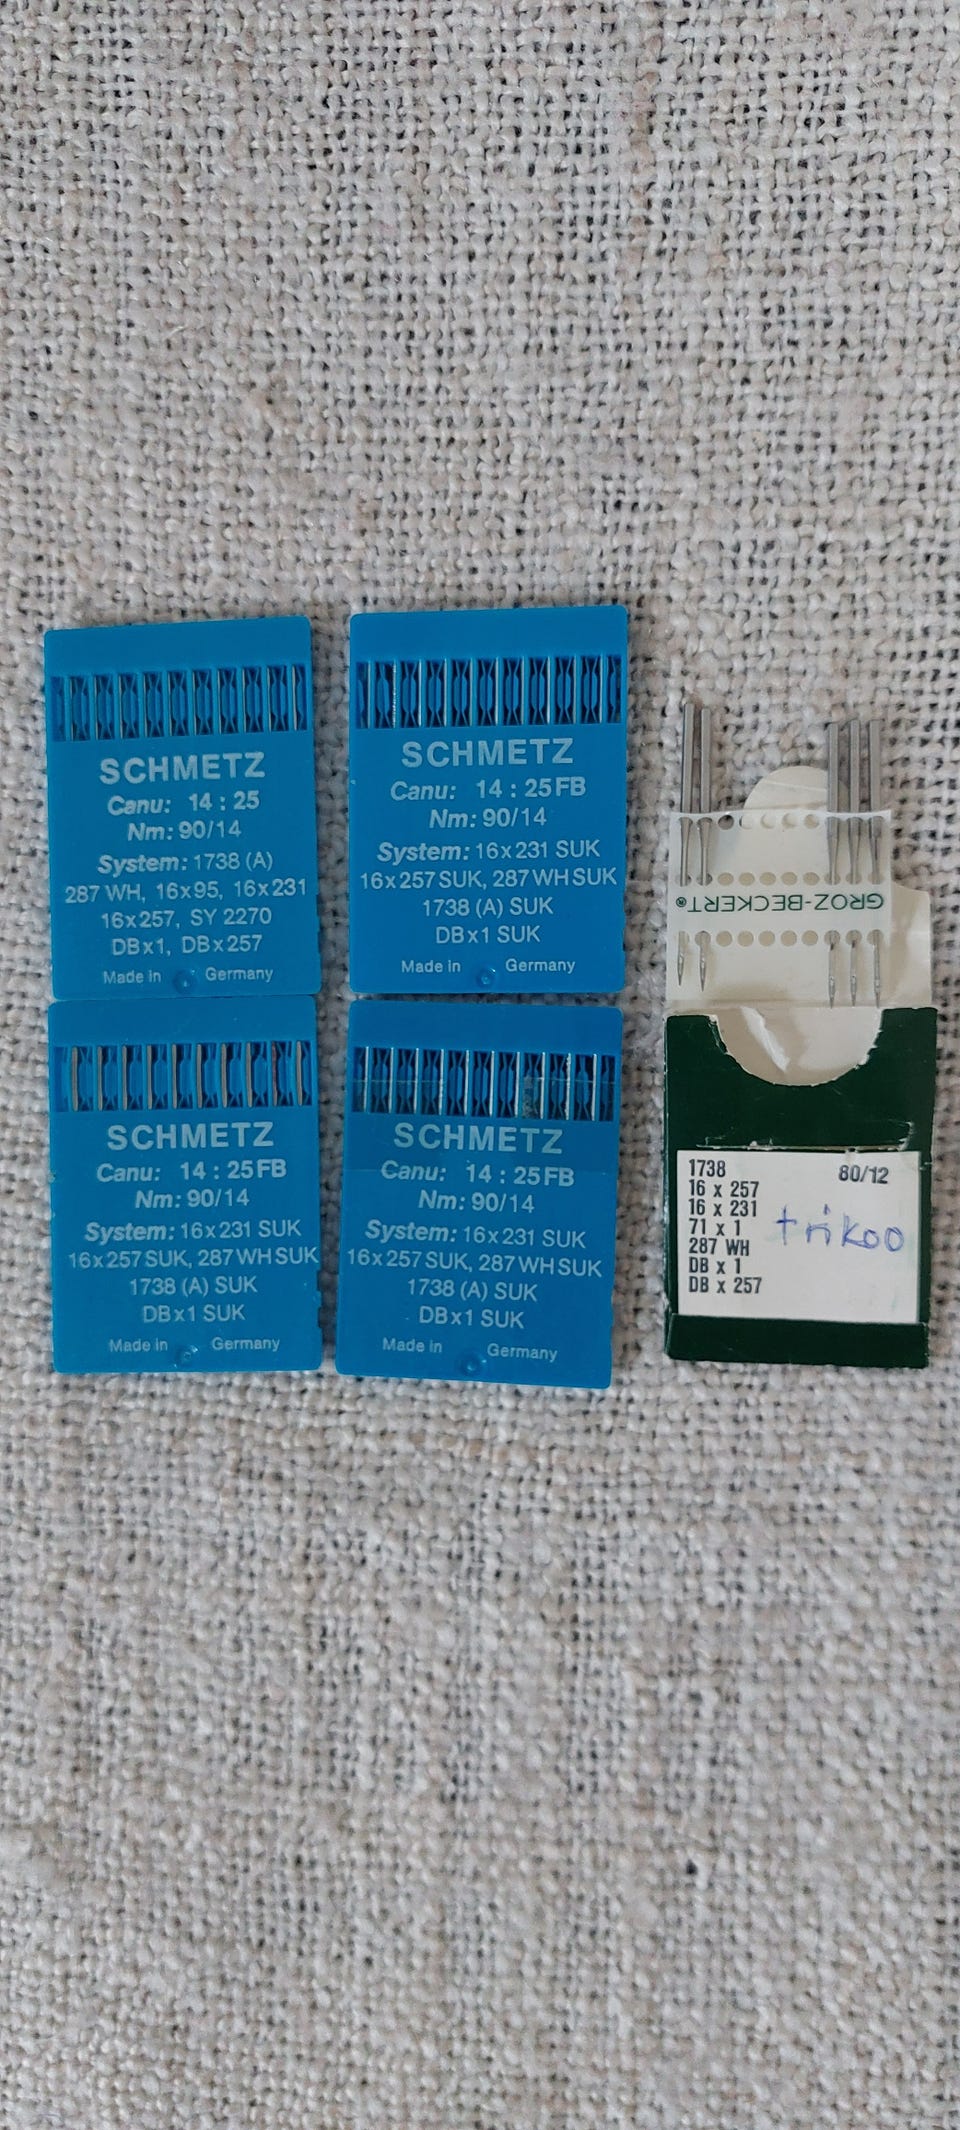 SCHMETZ
Canu: 14 : 25
Nm: 90/14
System: 1738 (A)
287 WH, 16x95, 16x231
16x257, SY 2270
DBx1, DBx257
Made in Germany
SCHMETZ
Canu: 14 : 25 FB
Nm: 90/14
System: 16x231 SUK
16x257 SUK, 287 WH SUK
1738 (A) SUK
DBx1 SUK
Made in Germany
SCHMETZ
Canu: 14 : 25 FB
Nm: 90/14
System: 16x231 SUK
16x257 SUK, 287 WH SUK
1738 (A) SUK
DBx1 SUK
Made in Germany
SCHMETZ
Canu: 14 : 25 FB
Nm: 90/14
System: 16x231 SUK
16x257 SUK, 287 WH SUK
1738 (A) SUK
DBx1 SUK
Made in Germany
GROZ-BECKERT®
1738 80/12
16 x 257
16 x 231
71 x 1 trikoo
287 WH
DB x 1
DB x 257